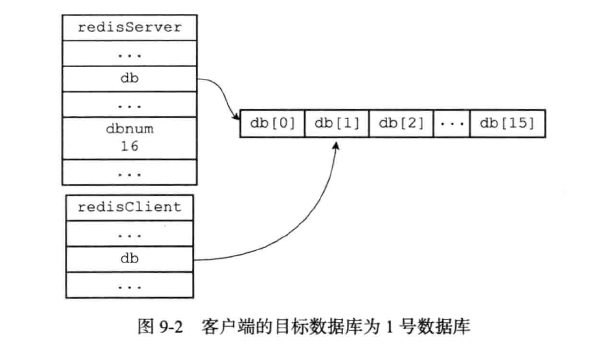 redisServer
...
db
...
dbnum
16
...
db[0] db[1] db[2] ... db[15]
redisClient
...
db
...
图 9-2 客户端的目标数据库为 1 号数据库